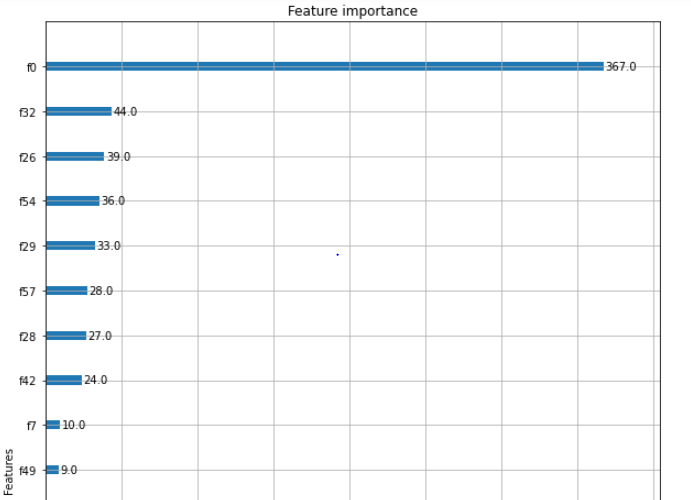 Feature importance
f0 367.0
f32 44.0
f26 39.0
f54 36.0
f29 33.0
f57 28.0
f28 27.0
f42 24.0
f7 10.0
f49 9.0
Features